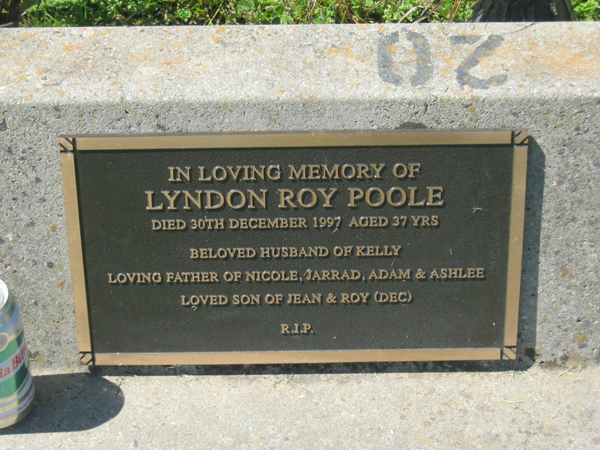 20
IN LOVING MEMORY OF
LYNDON ROY POOLE
DIED 30TH DECEMBER 1997 AGED 37 YRS
BELOVED HUSBAND OF KELLY
LOVING FATHER OF NICOLE, JARRAD, ADAM & ASHLEE
LOVED SON OF JEAN & ROY (DEC)
R.I.P.